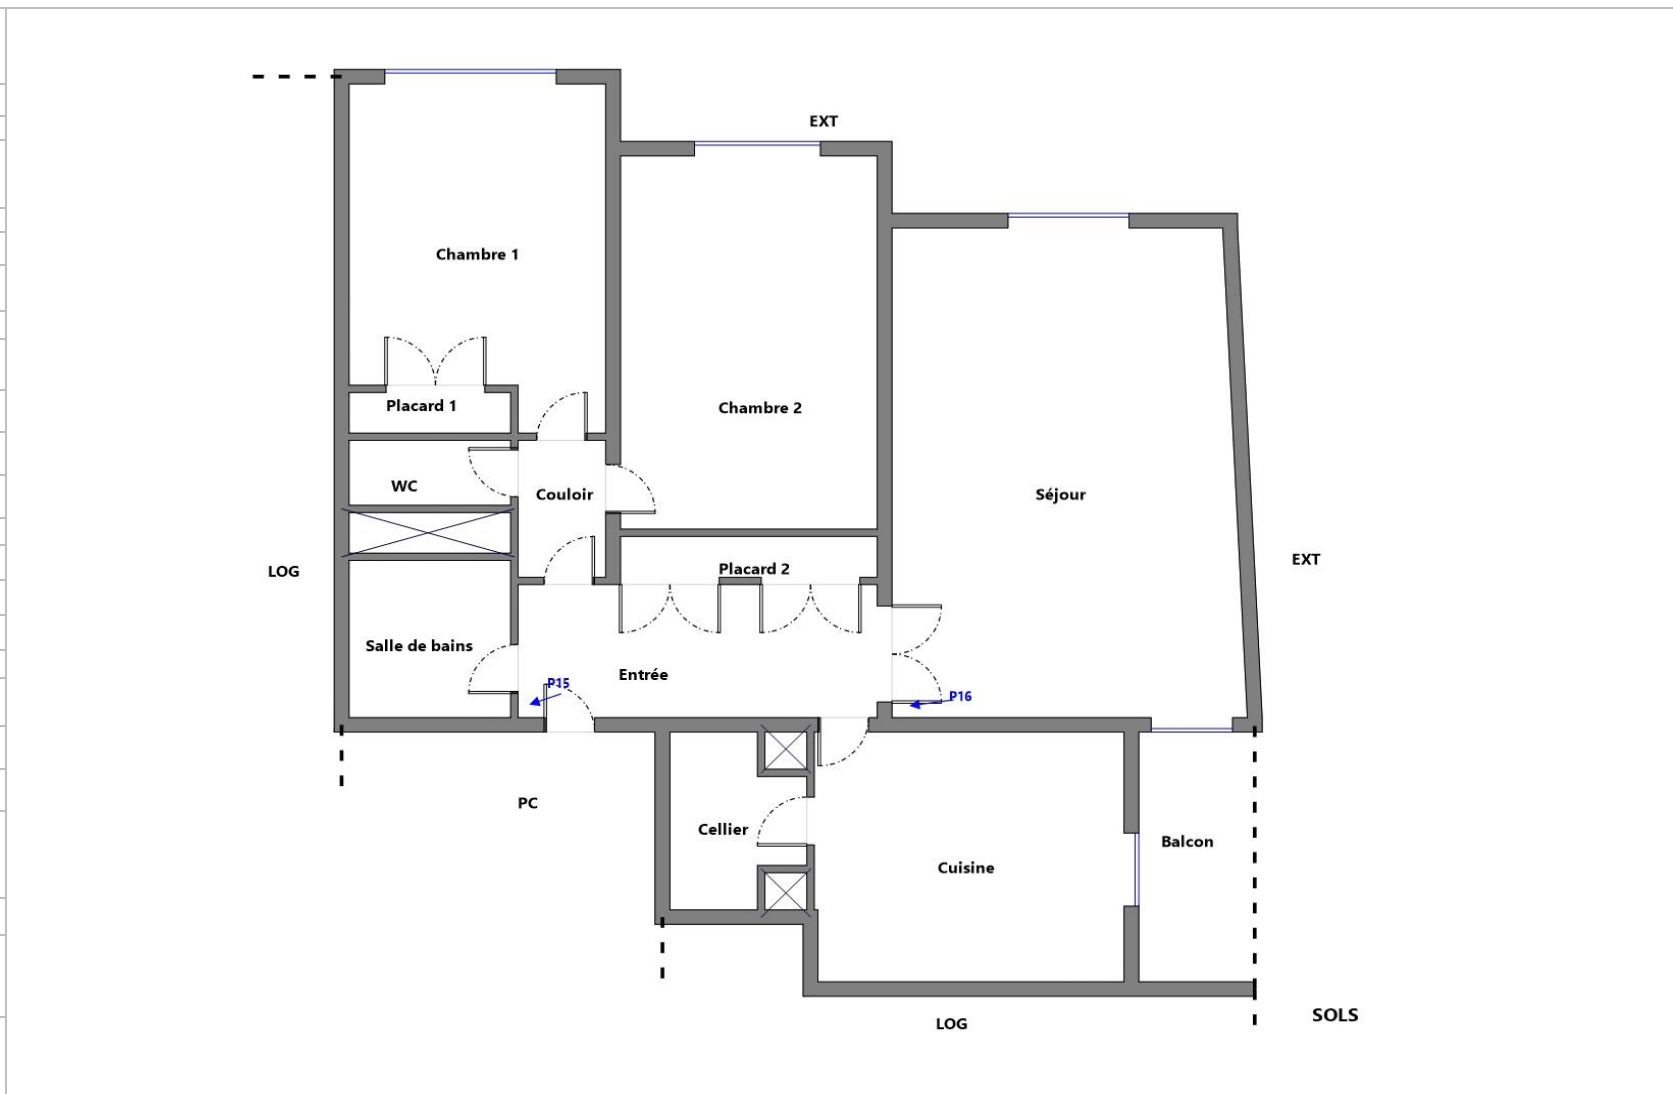 EXT
Chambre 1
Placard 1
Chambre 2
WC
Couloir
Séjour
LOG
Placard 2
EXT
Salle de bains
Entrée
P15
P16
PC
Cellier
Cuisine
Balcon
LOG
SOLS